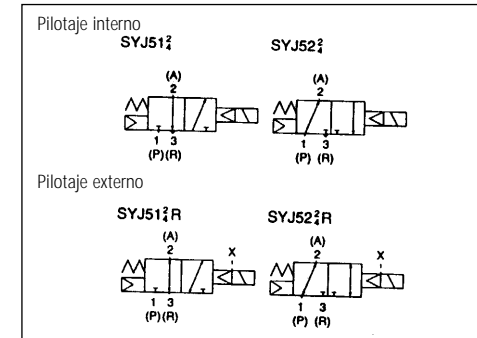 Pilotaje interno
SYJ51²₄ SYJ52²₄
(A) (A)
2 2
1 3 1 3
(P)(R) (P) (R)
Pilotaje externo
SYJ51²₄R SYJ52²₄R
(A) X (A) X
2 2
1 3 1 3
(P)(R) (P) (R)